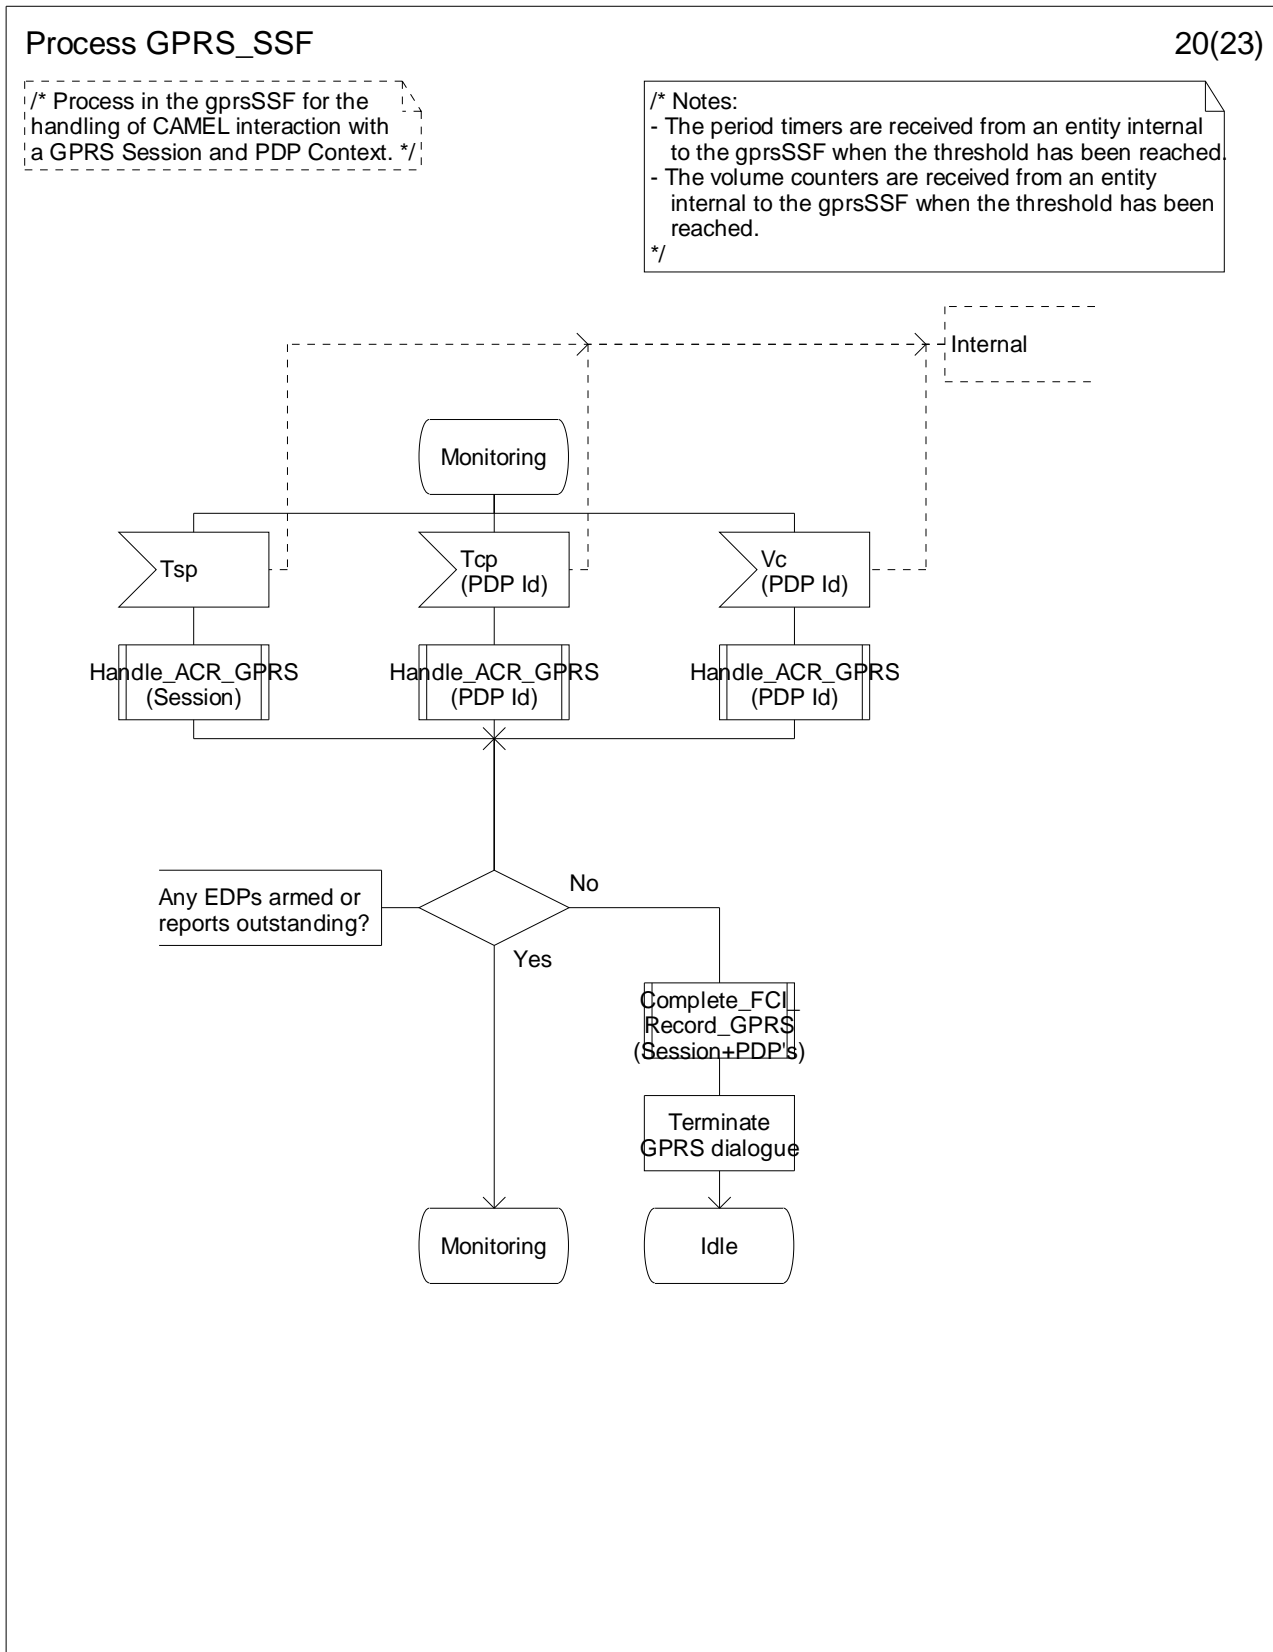 Process GPRS_SSF
20(23)
/* Process in the gprsSSF for the
handling of CAMEL interaction with
a GPRS Session and PDP Context. */
/* Notes:
- The period timers are received from an entity internal
to the gprsSSF when the threshold has been reached.
- The volume counters are received from an entity
internal to the gprsSSF when the threshold has been
reached.
*/
Internal
Monitoring
Tsp
Tcp
(PDP Id)
Vc
(PDP Id)
Handle_ACR_GPRS
(Session)
Handle_ACR_GPRS
(PDP Id)
Handle_ACR_GPRS
(PDP Id)
Any EDPs armed or
reports outstanding?
No
Yes
Complete_FCI_
Record_GPRS
(Session+PDP's)
Terminate
GPRS dialogue
Monitoring
Idle